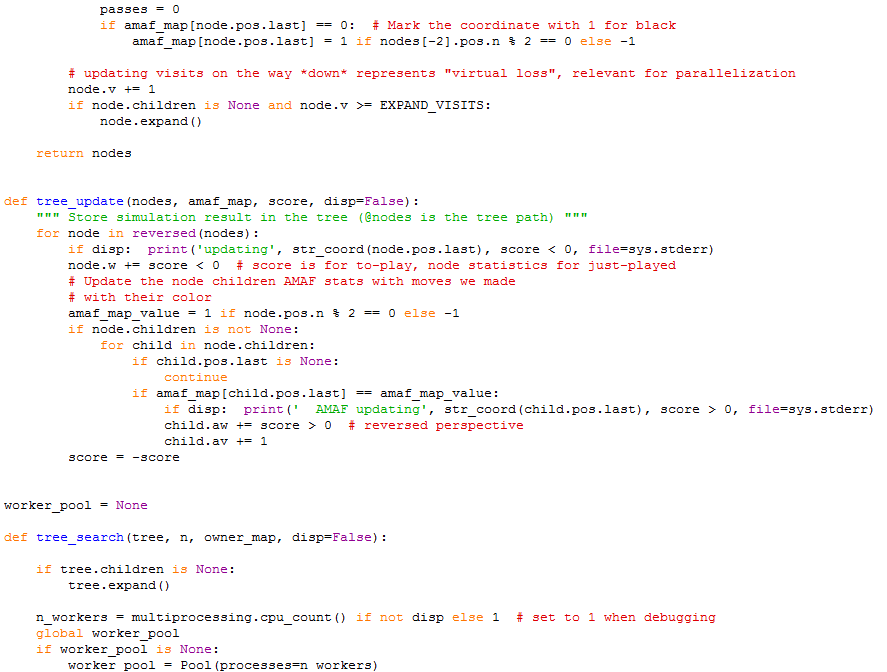 passes = 0
            if amaf_map[node.pos.last] == 0:  # Mark the coordinate with 1 for black
                amaf_map[node.pos.last] = 1 if nodes[-2].pos.n % 2 == 0 else -1

        # updating visits on the way *down* represents "virtual loss", relevant for parallelization
        node.v += 1
        if node.children is None and node.v >= EXPAND_VISITS:
            node.expand()

    return nodes


def tree_update(nodes, amaf_map, score, disp=False):
    """ Store simulation result in the tree (@nodes is the tree path) """
    for node in reversed(nodes):
        if disp:  print('updating', str_coord(node.pos.last), score < 0, file=sys.stderr)
        node.w += score < 0  # score is for to-play, node statistics for just-played
        # Update the node children AMAF stats with moves we made
        # with their color
        amaf_map_value = 1 if node.pos.n % 2 == 0 else -1
        if node.children is not None:
            for child in node.children:
                if child.pos.last is None:
                    continue
                if amaf_map[child.pos.last] == amaf_map_value:
                    if disp:  print('  AMAF updating', str_coord(child.pos.last), score > 0, file=sys.stderr)
                    child.aw += score > 0  # reversed perspective
                    child.av += 1
        score = -score


worker_pool = None

def tree_search(tree, n, owner_map, disp=False):

    if tree.children is None:
        tree.expand()

    n_workers = multiprocessing.cpu_count() if not disp else 1  # set to 1 when debugging
    global worker_pool
    if worker_pool is None:
        worker_pool = Pool(processes=n_workers)